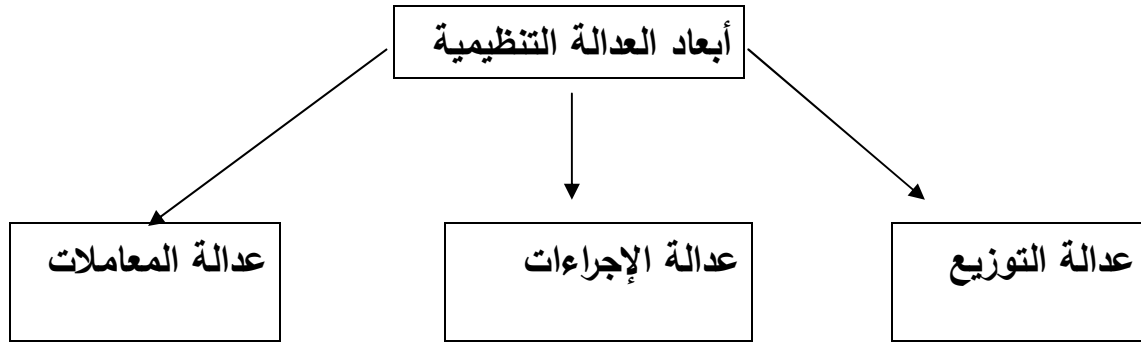 أبعاد العدالة التنظيمية
عدالة التوزيع
عدالة الإجراءات
عدالة المعاملات